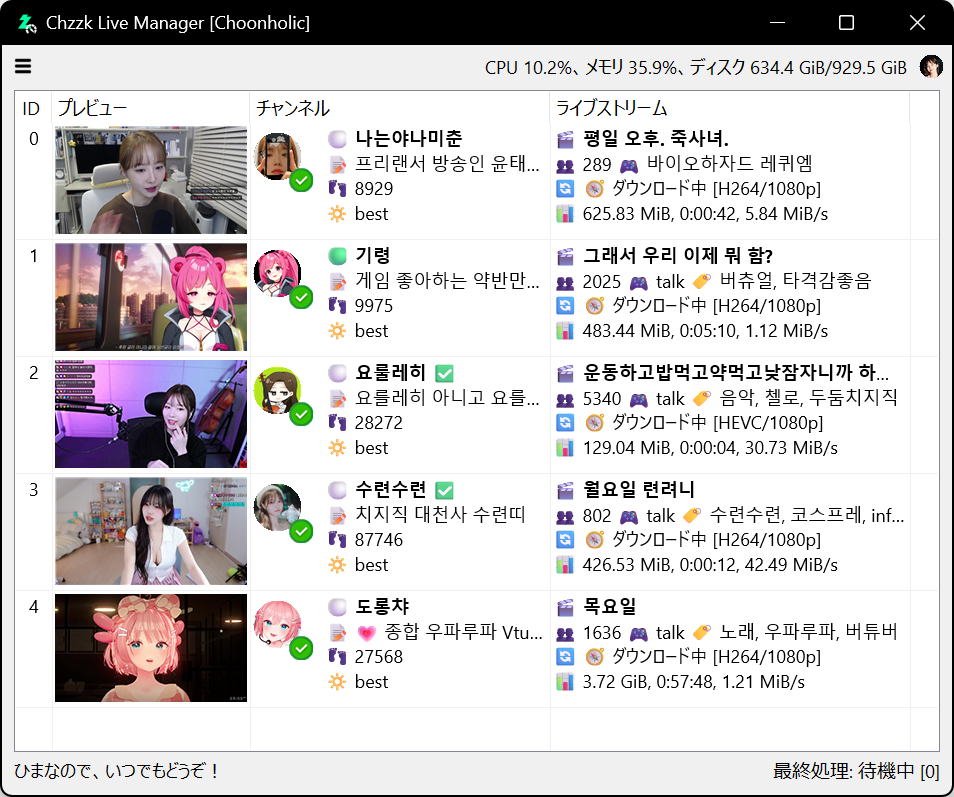 Chzzk Live Manager [Choonholic]
CPU 10.2%、メモリ 35.9%、ディスク 634.4 GiB/929.5 GiB
ID プレビュー チャンネル ライブストリーム
0
나는야나미춘
프리랜서 방송인 윤태...
8929
best
평일 오후. 죽사녀.
289 바이오하자드 레퀴엠
ダウンロード中 [H264/1080p]
625.83 MiB, 0:00:42, 5.84 MiB/s
1
기령
게임 좋아하는 약반만...
9975
best
그래서 우리 이제 뭐 함?
2025 talk 버츄얼, 타격감좋음
ダウンロード中 [H264/1080p]
483.44 MiB, 0:05:10, 1.12 MiB/s
2
요룰레히
요를레히 아니고 요를...
28272
best
운동하고밥먹고약먹고낮잠자니까 하...
5340 talk 음악, 첼로, 두둠치지직
ダウンロード中 [HEVC/1080p]
129.04 MiB, 0:00:04, 30.73 MiB/s
3
수련수련
치지직 대천사 수련띠
87746
best
월요일 련려니
802 talk 수련수련, 코스프레, inf...
ダウンロード中 [H264/1080p]
426.53 MiB, 0:00:12, 42.49 MiB/s
4
도롱챠
종합 우파루파 Vtu...
27568
best
목요일
1636 talk 노래, 우파루파, 버튜버
ダウンロード中 [H264/1080p]
3.72 GiB, 0:57:48, 1.21 MiB/s
ひまなので、いつでもどうぞ！
最終処理: 待機中 [0]